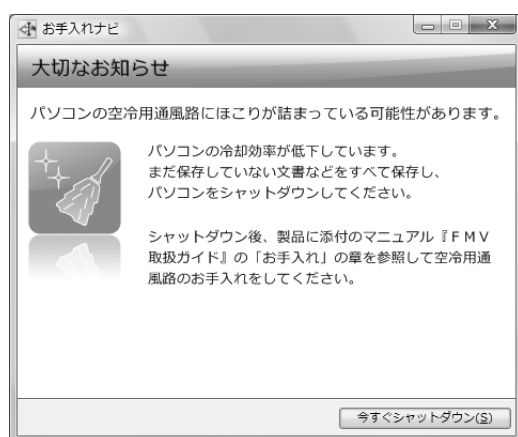 お手入れナビ
大切なお知らせ
パソコンの空冷用通風路にほこりが詰まっている可能性があります。
パソコンの冷却効率が低下しています。
まだ保存していない文書などをすべて保存し、
パソコンをシャットダウンしてください。
シャットダウン後、製品に添付のマニュアル『ＦＭＶ
取扱ガイド』の「お手入れ」の章を参照して空冷用通
風路のお手入れをしてください。
今すぐシャットダウン(S)